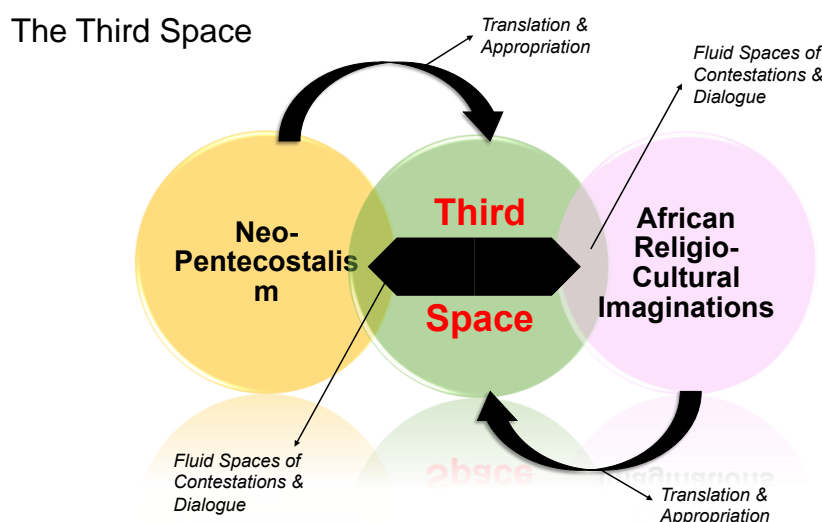 The Third Space
Translation &
Appropriation
Fluid Spaces of
Contestations &
Dialogue
Neo-
Pentecostalis
m
Third
Space
African
Religio-
Cultural
Imaginations
Fluid Spaces of
Contestations &
Dialogue
Translation &
Appropriation